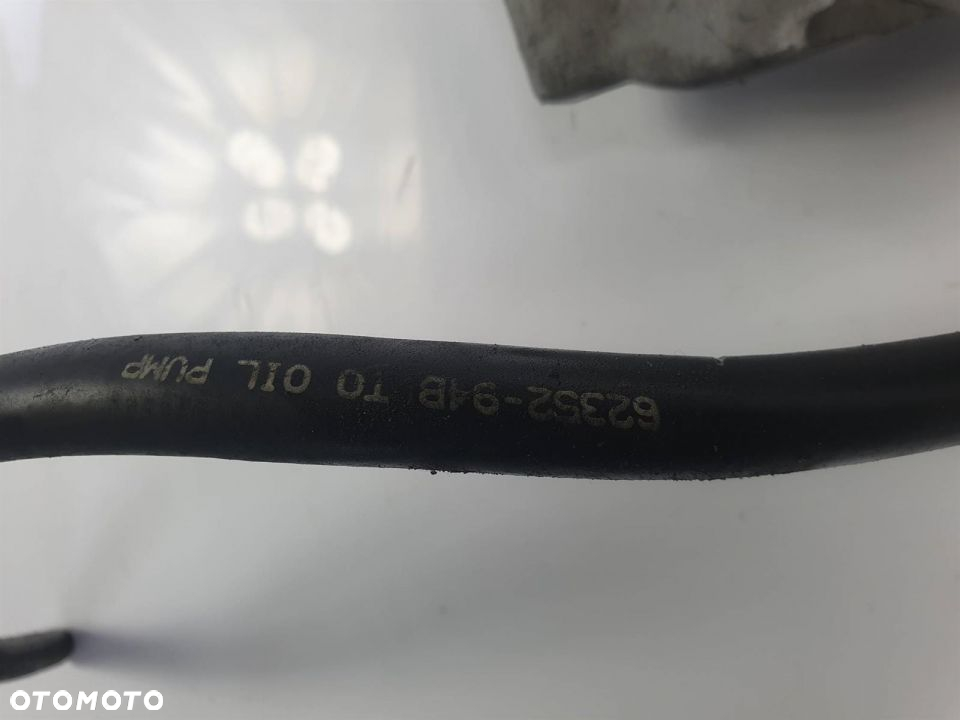 62352-94B TO OIL PUMP
OTOMOTO